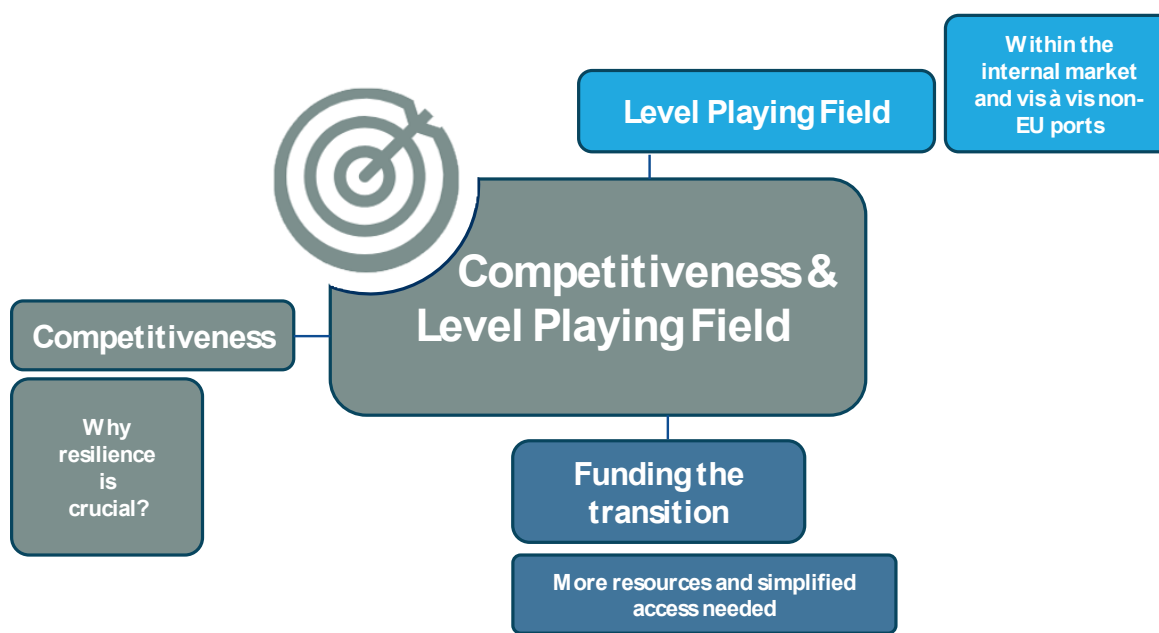 Within the
internal market
and vis à vis non-
EU ports
Level Playing Field
Competitiveness &
Level Playing Field
Competitiveness
Why
resilience
is
crucial?
Funding the
transition
More resources and simplified
access needed